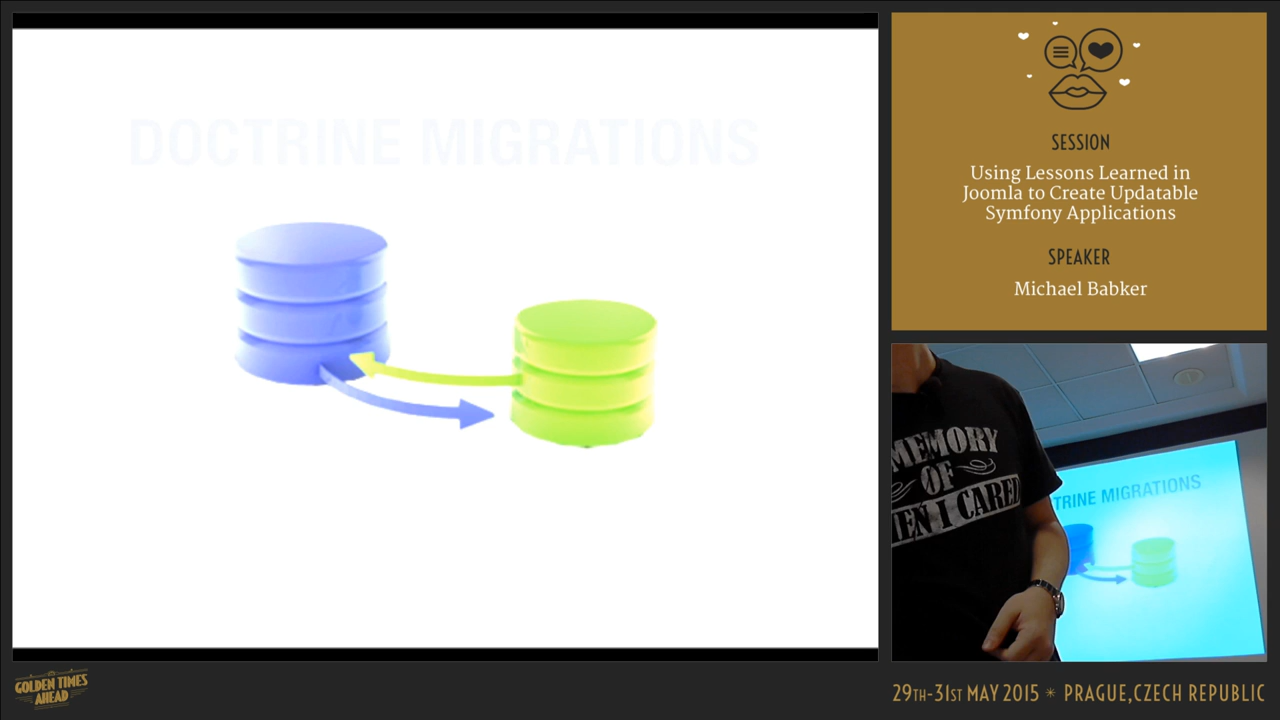 DOCTRINE MIGRATIONS
SESSION
Using Lessons Learned in
Joomla to Create Updatable
Symfony Applications
SPEAKER
Michael Babker
MEMORY
OF
I CARED
TRINE MIGRATIONS
GOLDEN TIMES
AHEAD
29TH-31ST MAY 2015 * PRAGUE,CZECH REPUBLIC